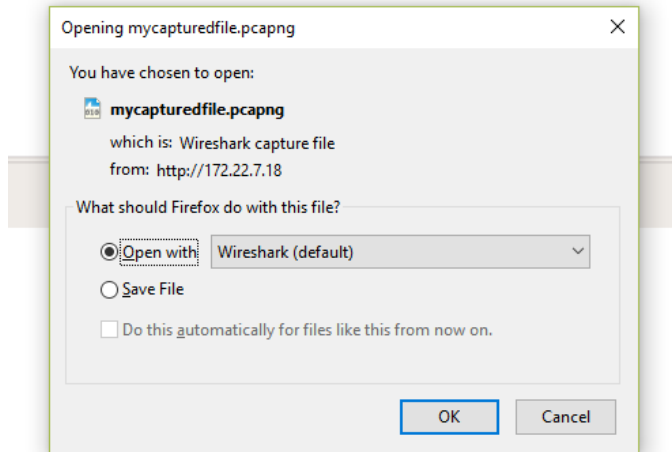 Opening mycapturedfile.pcapng
You have chosen to open:
mycapturedfile.pcapng
which is: Wireshark capture file
from: http://172.22.7.18
What should Firefox do with this file?
Open with Wireshark (default)
Save File
Do this automatically for files like this from now on.
OK Cancel